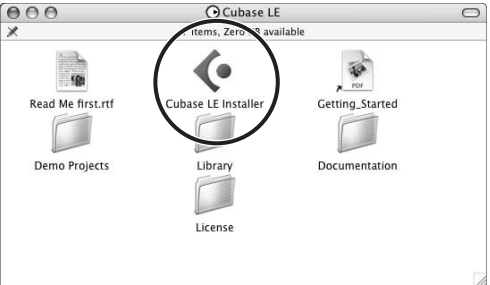 Cubase LE
items, Zero KB available
PDF
Read Me first.rtf Cubase LE Installer Getting_Started
Demo Projects Library Documentation
License